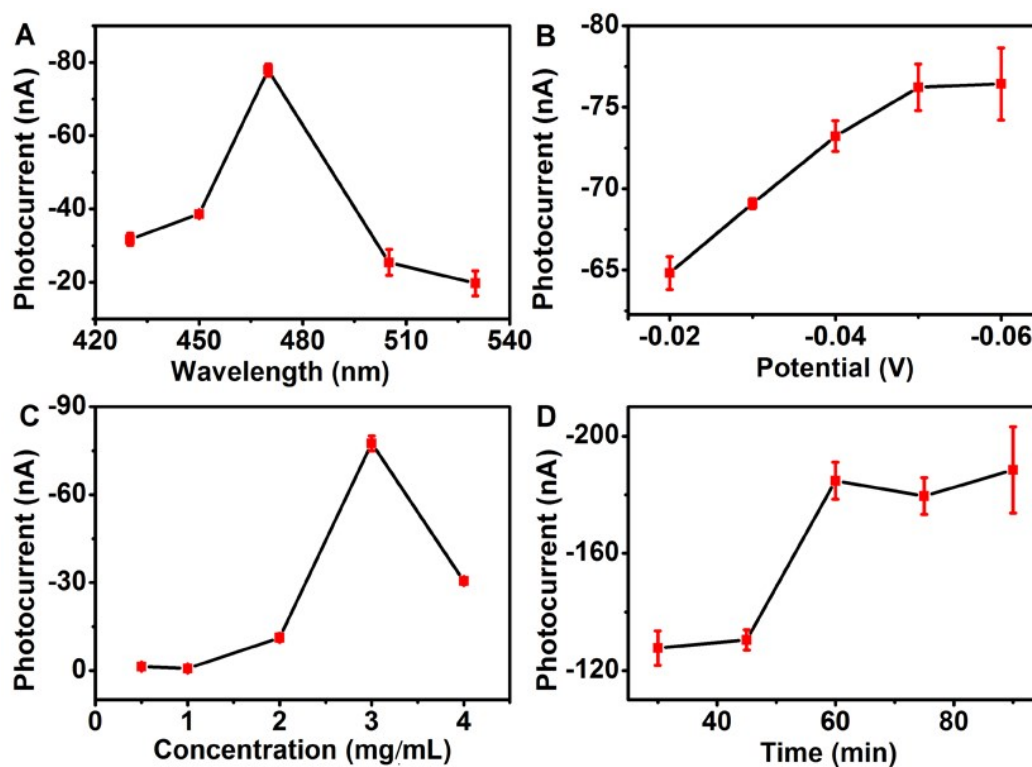 A
Photocurrent (nA)
-80
-60
-40
-20
420
450
480
510
540
Wavelength (nm)
B
Photocurrent (nA)
-80
-75
-70
-65
-0.02
-0.04
-0.06
Potential (V)
C
Photocurrent (nA)
-90
-60
-30
0
0
1
2
3
4
Concentration (mg/mL)
D
Photocurrent (nA)
-200
-160
-120
40
60
80
Time (min)